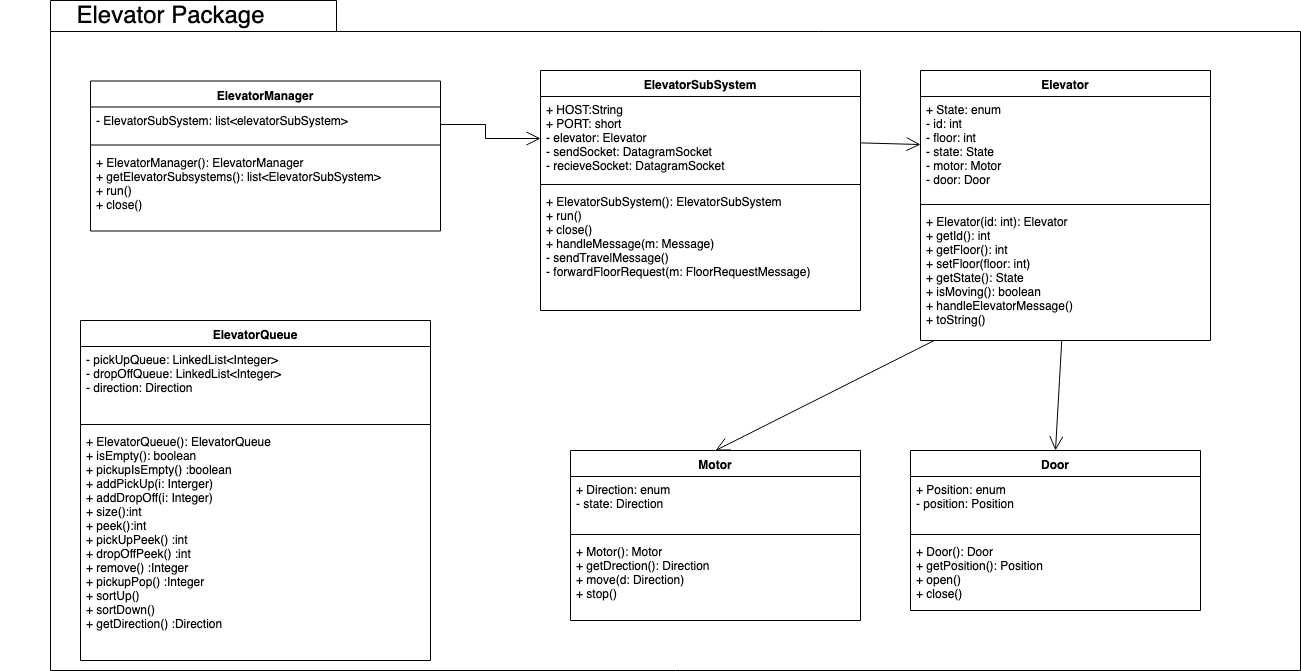 Elevator Package
ElevatorManager
- ElevatorSubSystem: list<elevatorSubSystem>
+ ElevatorManager(): ElevatorManager
+ getElevatorSubsystems(): list<ElevatorSubSystem>
+ run()
+ close()
ElevatorSubSystem
+ HOST:String
+ PORT: short
- elevator: Elevator
- sendSocket: DatagramSocket
- recieveSocket: DatagramSocket
+ ElevatorSubSystem(): ElevatorSubSystem
+ run()
+ close()
+ handleMessage(m: Message)
- sendTravelMessage()
- forwardFloorRequest(m: FloorRequestMessage)
Elevator
+ State: enum
- id: int
- floor: int
- state: State
- motor: Motor
- door: Door
+ Elevator(id: int): Elevator
+ getId(): int
+ getFloor(): int
+ setFloor(floor: int)
+ getState(): State
+ isMoving(): boolean
+ handleElevatorMessage()
+ toString()
ElevatorQueue
- pickUpQueue: LinkedList<Integer>
- dropOffQueue: LinkedList<Integer>
- direction: Direction
+ ElevatorQueue(): ElevatorQueue
+ isEmpty(): boolean
+ pickupIsEmpty() :boolean
+ addPickUp(i: Interger)
+ addDropOff(i: Integer)
+ size():int
+ peek():int
+ pickUpPeek() :int
+ dropOffPeek() :int
+ remove() :Integer
+ pickupPop() :Integer
+ sortUp()
+ sortDown()
+ getDirection() :Direction
Motor
+ Direction: enum
- state: Direction
+ Motor(): Motor
+ getDrection(): Direction
+ move(d: Direction)
+ stop()
Door
+ Position: enum
- position: Position
+ Door(): Door
+ getPosition(): Position
+ open()
+ close()